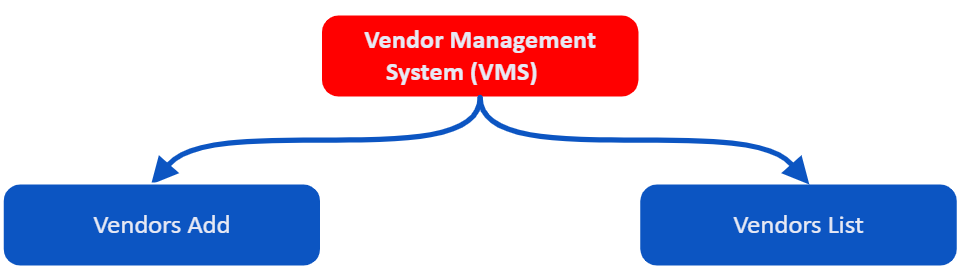 Vendor Management
System (VMS)
Vendors Add
Vendors List